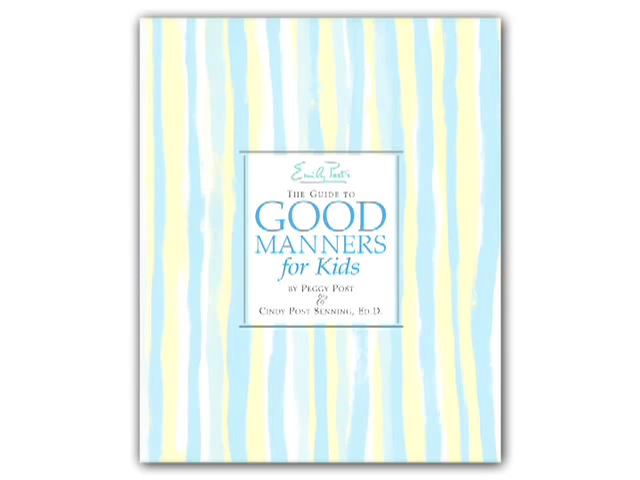 Emily Post's
THE GUIDE TO
GOOD
MANNERS
for Kids
BY PEGGY POST
&
CINDY POST SENNING, ED.D.